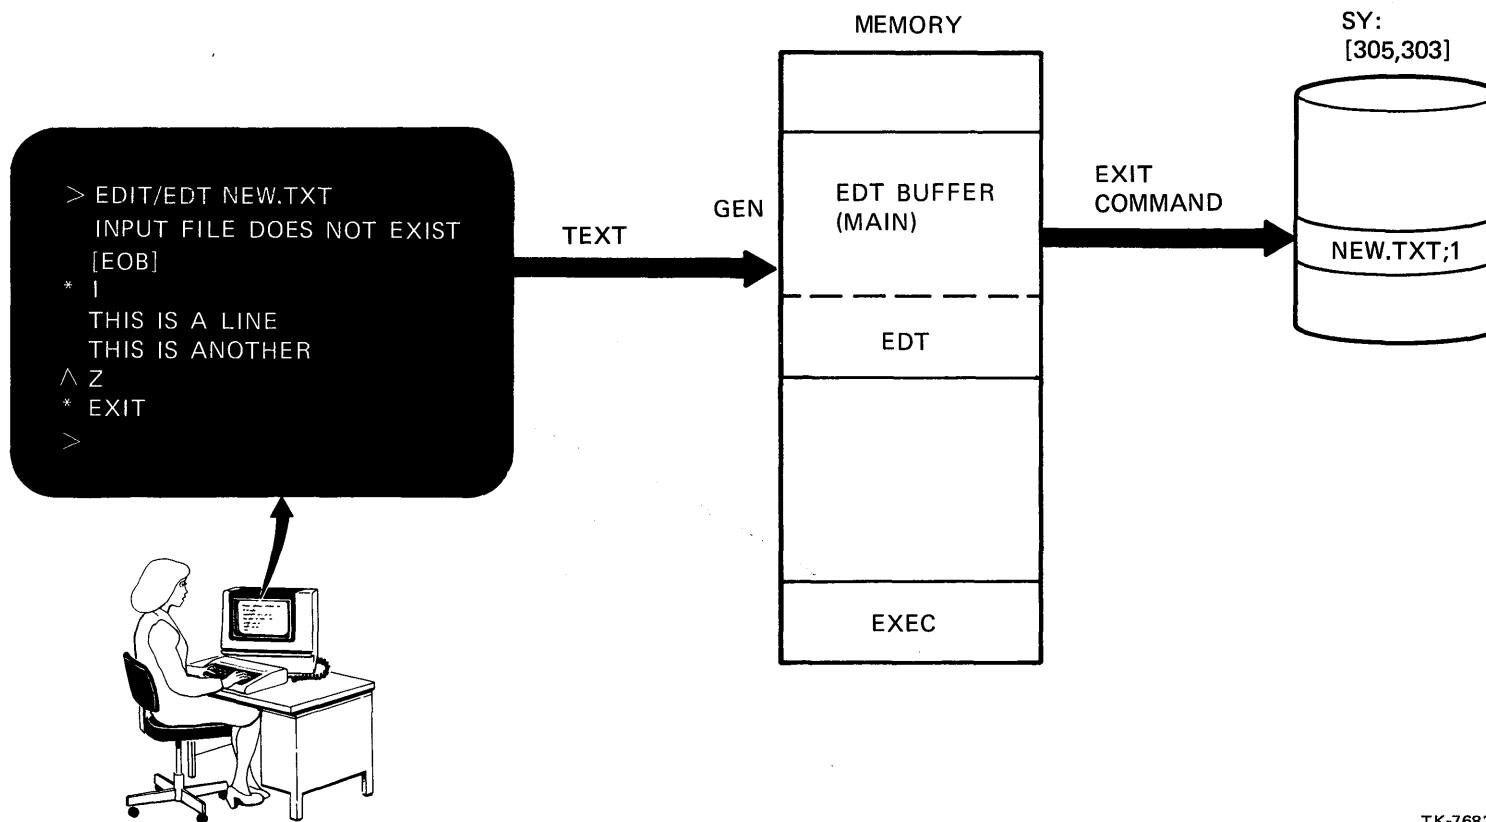 > EDIT/EDT NEW.TXT
INPUT FILE DOES NOT EXIST
[EOB]
* I
THIS IS A LINE
THIS IS ANOTHER
^ Z
* EXIT
>
TEXT
MEMORY
GEN
EDT BUFFER
(MAIN)
EDT
EXEC
EXIT
COMMAND
SY:
[305,303]
NEW.TXT;1